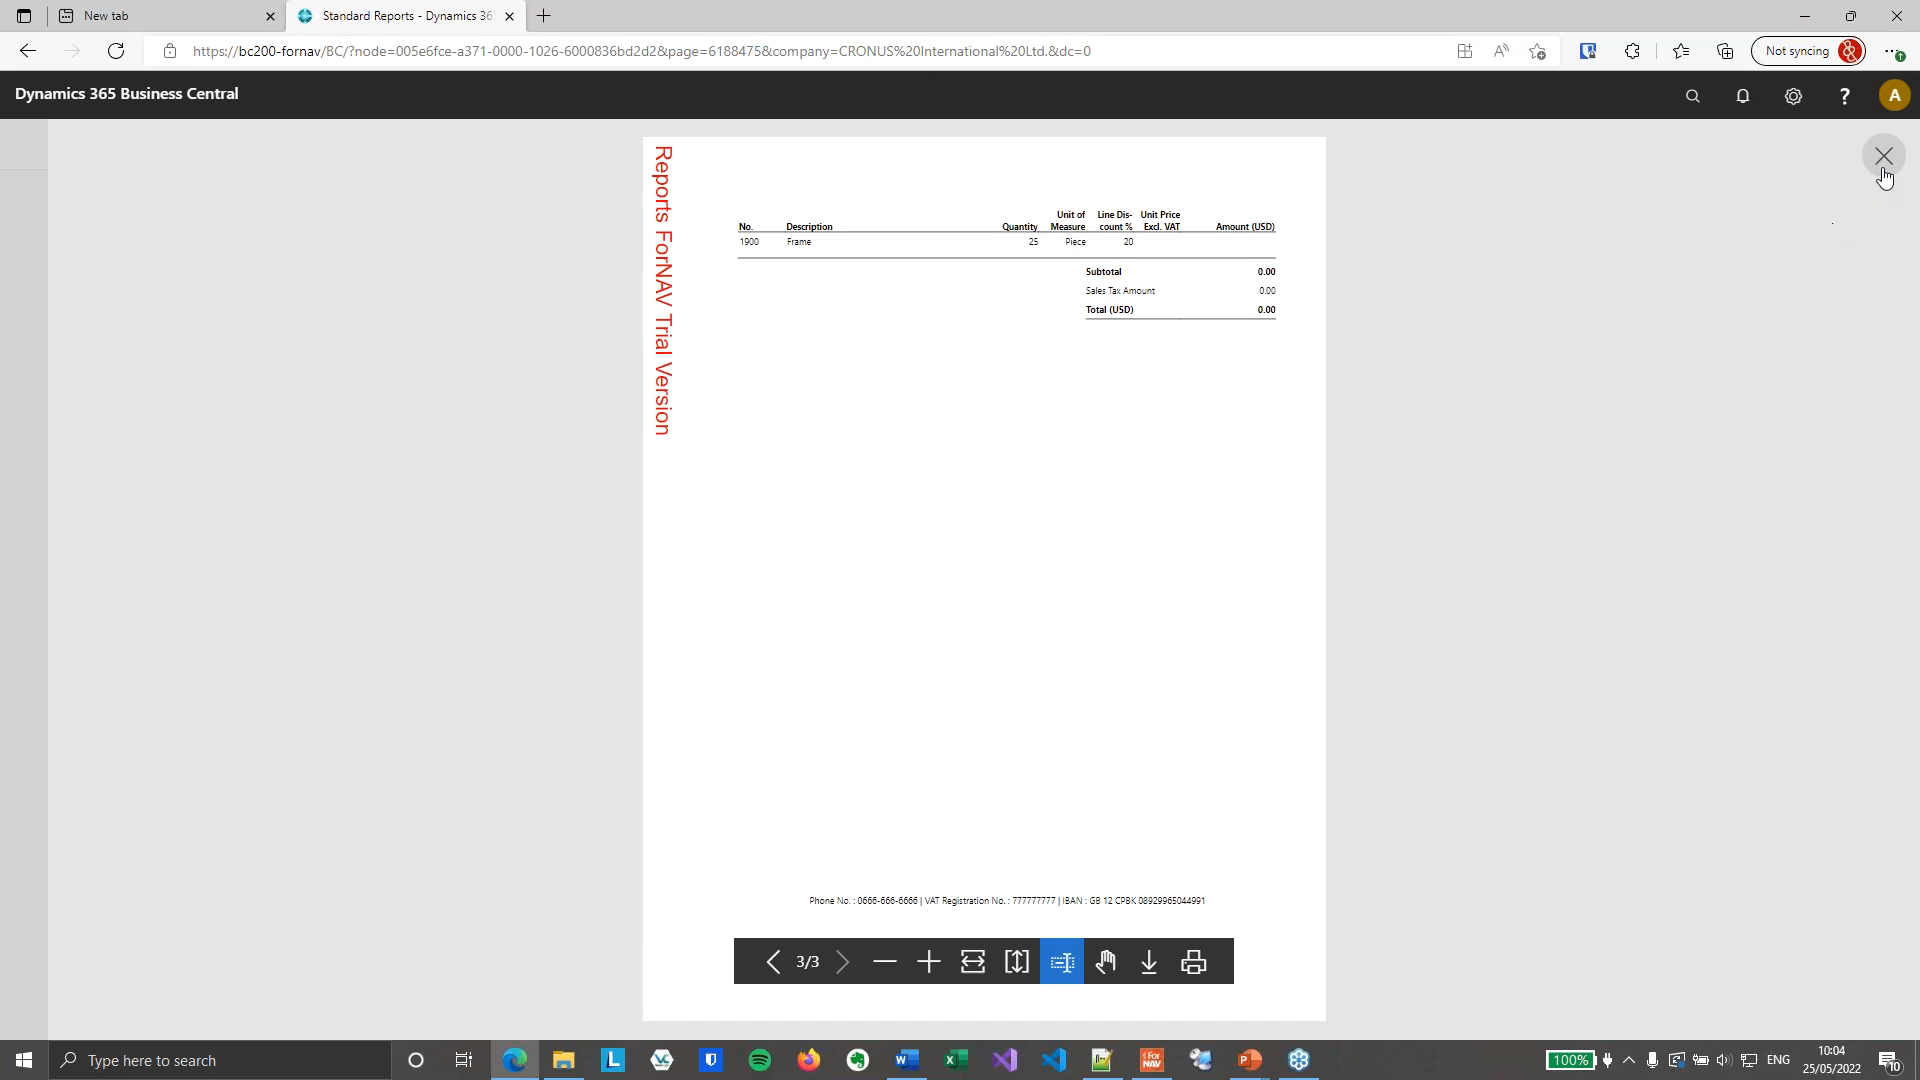 New tab
Standard Reports - Dynamics 36
https://bc200-fornav/BC/?node=005e6fce-a371-0000-1026-6000836bd2d2&page=6188475&company=CRONUS%20International%20Ltd.&dc=0
Not syncing
Dynamics 365 Business Central
A
Reports ForNAV Trial Version
No. Description Quantity Unit of Measure Line Dis-count % Unit Price Excl. VAT Amount (USD)
1900 Frame 25 Piece 20
Subtotal 0.00
Sales Tax Amount 0.00
Total (USD) 0.00
Phone No. : 0666-666-6666 | VAT Registration No. : 777777777 | IBAN : GB 12 CPBK 08929965044991
3/3
Type here to search
100%
ENG
10:04
25/05/2022
10